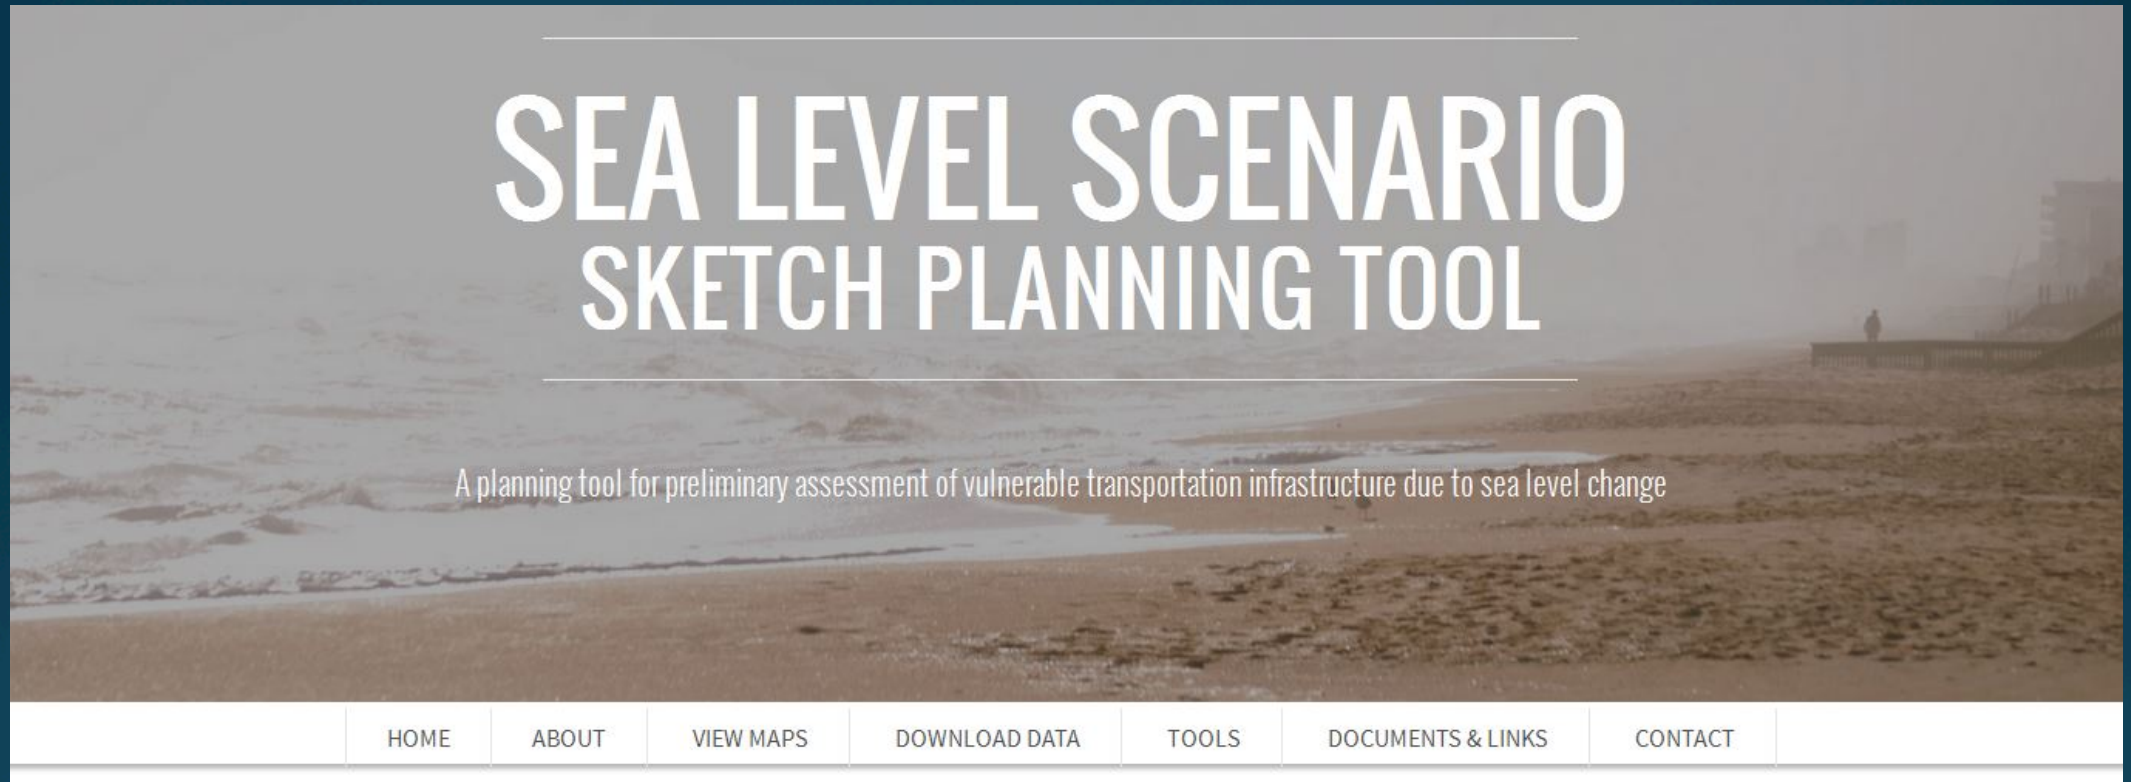 SEA LEVEL SCENARIO
SKETCH PLANNING TOOL
A planning tool for preliminary assessment of vulnerable transportation infrastructure due to sea level change
HOME ABOUT VIEW MAPS DOWNLOAD DATA TOOLS DOCUMENTS & LINKS CONTACT